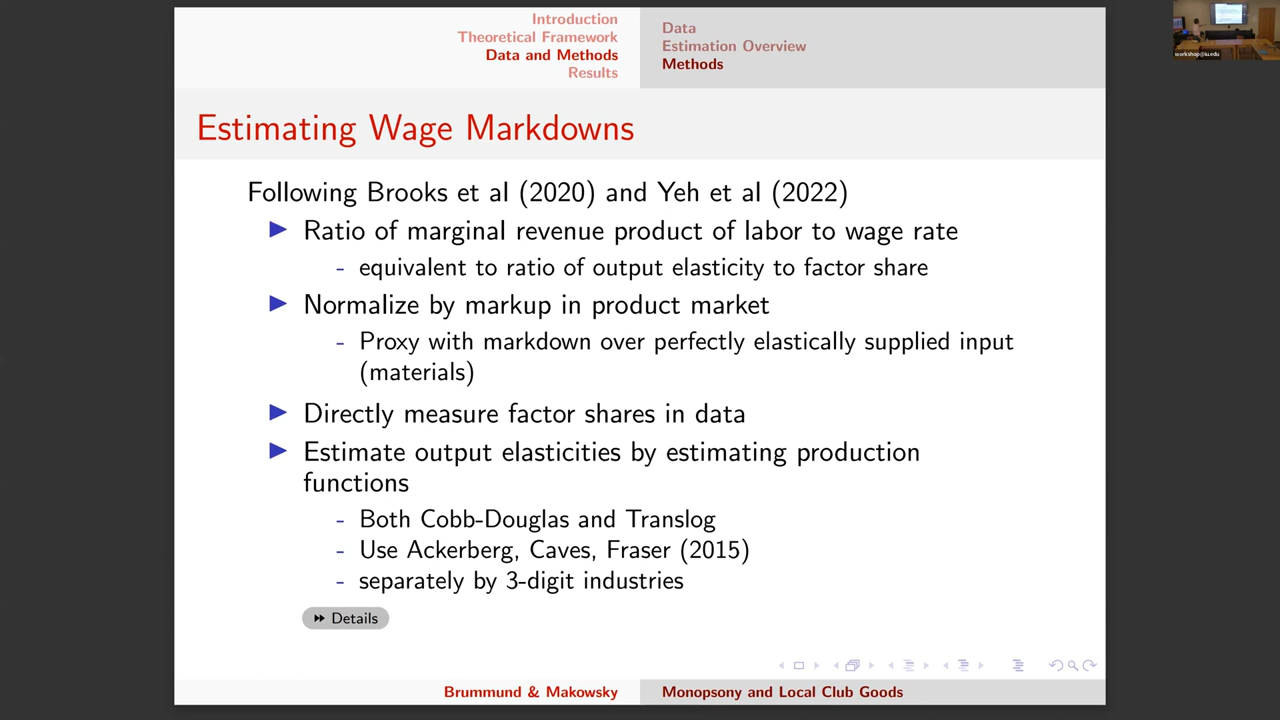 Introduction
Theoretical Framework
Data and Methods
Results
Data
Estimation Overview
Methods
Estimating Wage Markdowns
Following Brooks et al (2020) and Yeh et al (2022)
Ratio of marginal revenue product of labor to wage rate
- equivalent to ratio of output elasticity to factor share
Normalize by markup in product market
- Proxy with markdown over perfectly elastically supplied input
(materials)
Directly measure factor shares in data
Estimate output elasticities by estimating production
functions
- Both Cobb-Douglas and Translog
- Use Ackerberg, Caves, Fraser (2015)
- separately by 3-digit industries
Details
Brummund & Makowsky
Monopsony and Local Club Goods
workshop@iu.edu